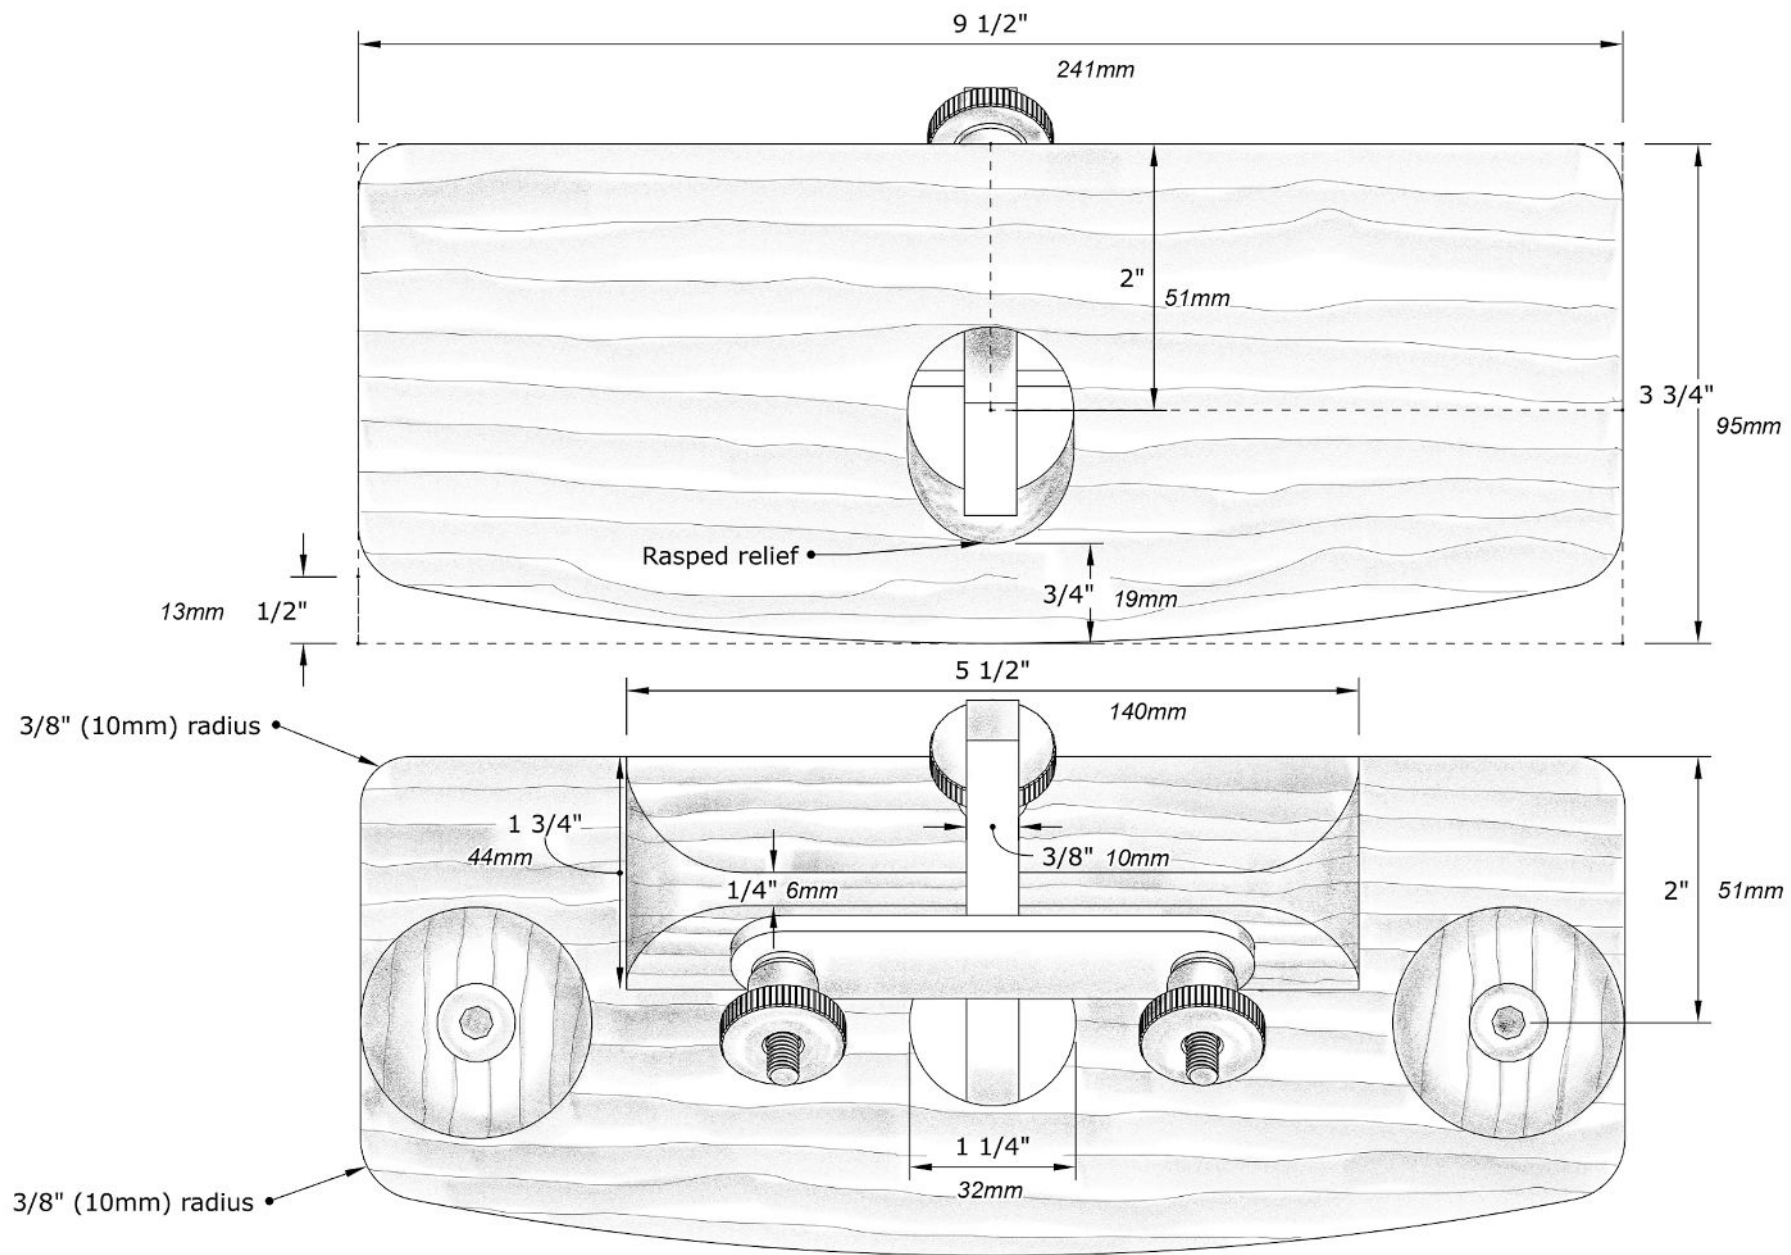 9 1/2"
241mm
2"
51mm
3 3/4"
95mm
Rasped relief
13mm 1/2"
3/4" 19mm
5 1/2"
140mm
3/8" (10mm) radius
1 3/4"
44mm
3/8" 10mm
1/4" 6mm
2" 51mm
1 1/4"
32mm
3/8" (10mm) radius